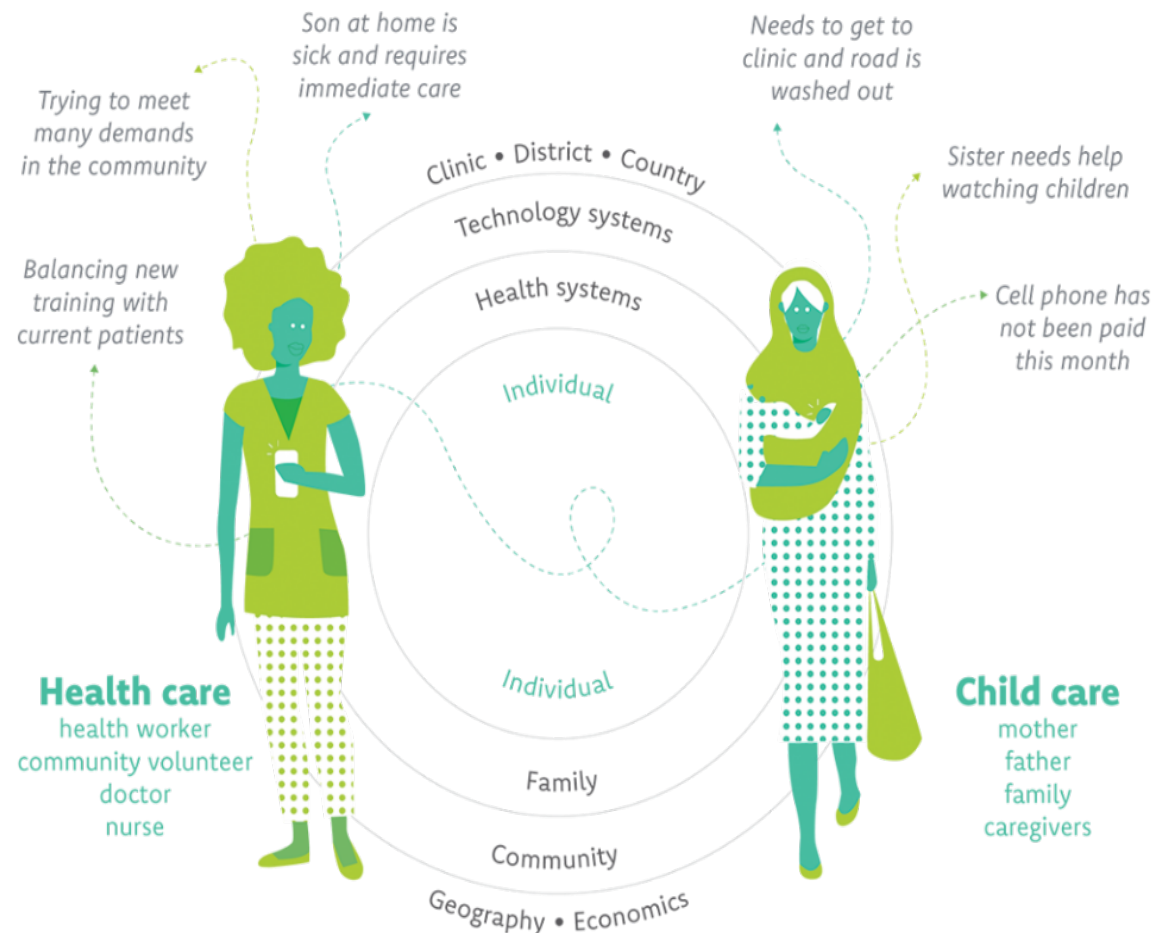 Son at home is
sick and requires
immediate care
Needs to get to
clinic and road is
washed out
Trying to meet
many demands
in the community
Sister needs help
watching children
Balancing new
training with
current patients
Cell phone has
not been paid
this month
Clinic • District • Country
Technology systems
Health systems
Individual
Individual
Family
Community
Geography • Economics
Health care
health worker
community volunteer
doctor
nurse
Child care
mother
father
family
caregivers